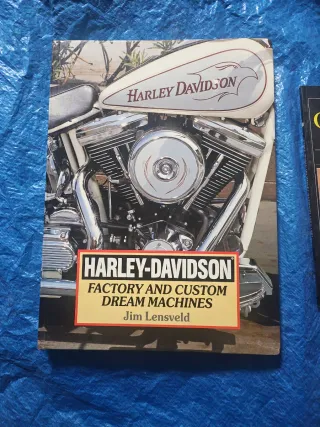 HARLEY DAVIDSON
HARLEY-DAVIDSON
FACTORY AND CUSTOM
DREAM MACHINES
Jim Lensveld